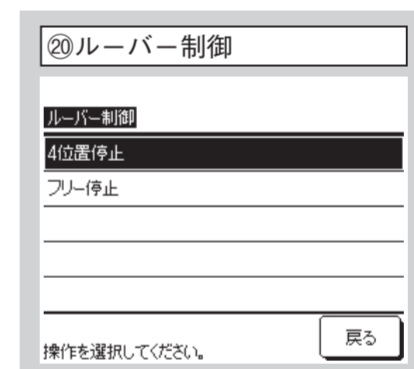 ⑳ルーバー制御
ルーバー制御
4位置停止
フリー停止
操作を選択してください。
戻る